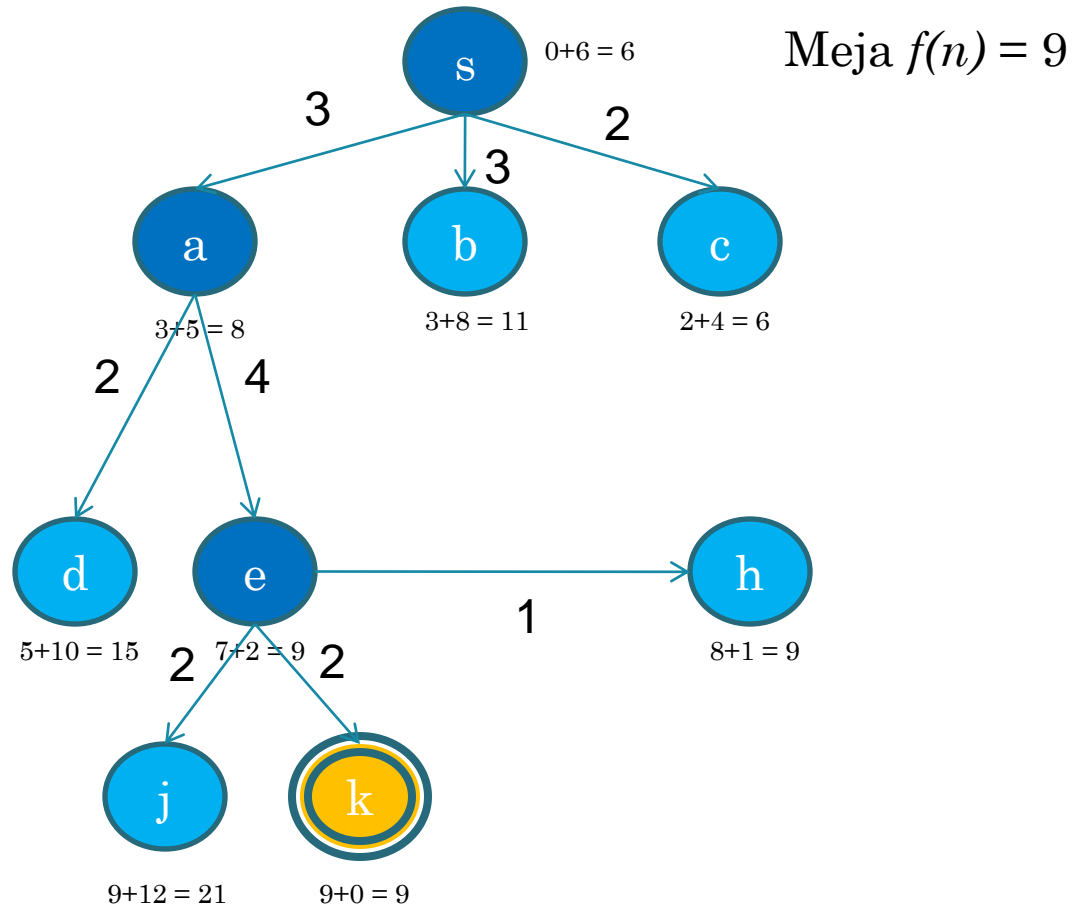 Meja f(n) = 9
s
0+6 = 6
3
3
2
a
b
c
3+5 = 8
3+8 = 11
2+4 = 6
2
4
d
e
h
1
5+10 = 15
7+2 = 9
8+1 = 9
2
2
j
k
9+12 = 21
9+0 = 9